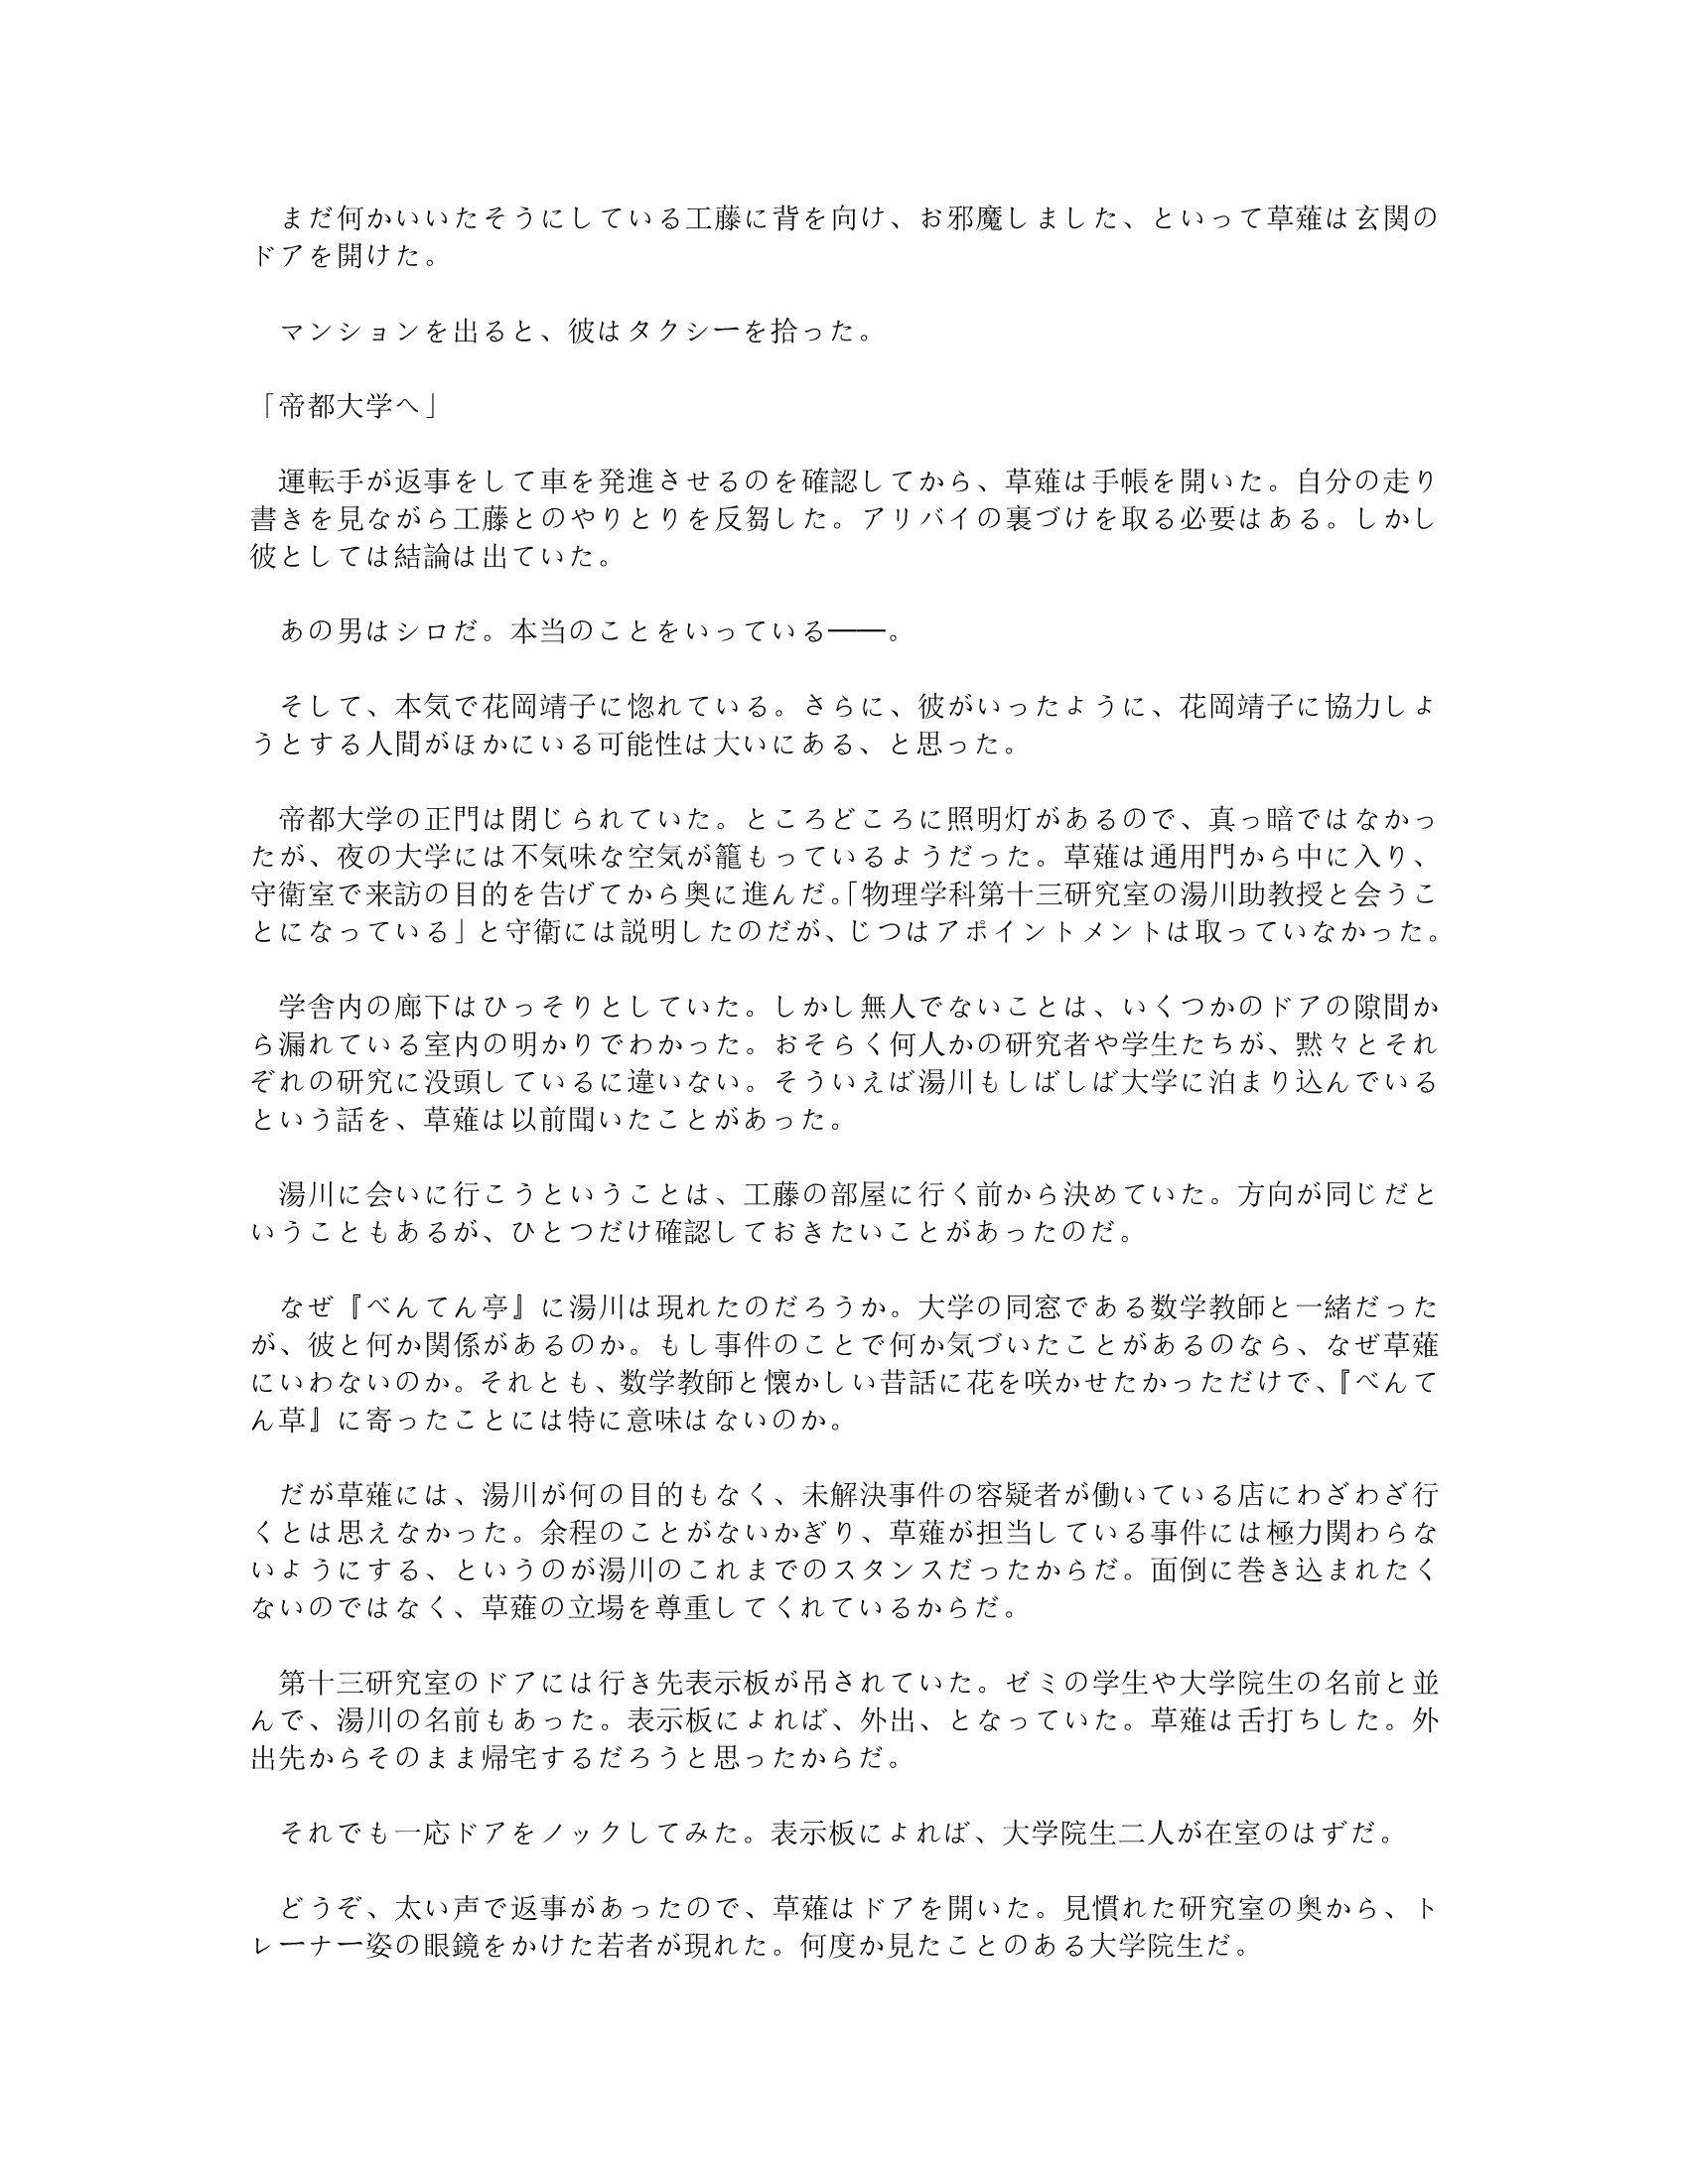 まだ何かいいたそうにしている工藤に背を向け、お邪魔しました、といって草薙は玄関の
ドアを開けた。
　マンションを出ると、彼はタクシーを拾った。
「帝都大学へ」
　運転手が返事をして車を発進させるのを確認してから、草薙は手帳を開いた。自分の走り
書きを見ながら工藤とのやりとりを反芻した。アリバイの裏づけを取る必要はある。しかし
彼としては結論は出ていた。
　あの男はシロだ。本当のことをいっている――。
　そして、本気で花岡靖子に惚れている。さらに、彼がいったように、花岡靖子に協力しょ
うとする人間がほかにいる可能性は大いにある、と思った。
　帝都大学の正門は閉じられていた。ところどころに照明灯があるので、真っ暗ではなかっ
たが、夜の大学には不気味な空気が籠もっているようだった。草薙は通用門から中に入り、
守衛室で来訪の目的を告げてから奥に進んだ。「物理学科第十三研究室の湯川助教授と会うこ
とになっている」と守衛には説明したのだが、じつはアポイントメントは取っていなかった。
　学舎内の廊下はひっそりとしていた。しかし無人でないことは、いくつかのドアの隙間か
ら漏れている室内の明かりでわかった。おそらく何人かの研究者や学生たちが、黙々とそれ
ぞれの研究に没頭しているに違いない。そういえば湯川もしばしば大学に泊まり込んでいる
という話を、草薙は以前聞いたことがあった。
　湯川に会いに行こうということは、工藤の部屋に行く前から決めていた。方向が同じだと
いうこともあるが、ひとつだけ確認しておきたいことがあったのだ。
　なぜ『べんてん亭』に湯川は現れたのだろうか。大学の同窓である数学教師と一緒だった
が、彼と何か関係があるのか。もし事件のことで何か気づいたことがあるのなら、なぜ草薙
にいわないのか。それとも、数学教師と懐かしい昔話に花を咲かせたかっただけで、『べんて
ん草』に寄ったことには特に意味はないのか。
　だが草薙には、湯川が何の目的もなく、未解決事件の容疑者が働いている店にわざわざ行
くとは思えなかった。余程のことがないかぎり、草薙が担当している事件には極力関わらな
いようにする、というのが湯川のこれまでのスタンスだったからだ。面倒に巻き込まれたく
ないのではなく、草薙の立場を尊重してくれているからだ。
　第十三研究室のドアには行き先表示板が吊されていた。ゼミの学生や大学院生の名前と並
んで、湯川の名前もあった。表示板によれば、外出、となっていた。草薙は舌打ちした。外
出先からそのまま帰宅するだろうと思ったからだ。
　それでも一応ドアをノックしてみた。表示板によれば、大学院生二人が在室のはずだ。
　どうぞ、太い声で返事があったので、草薙はドアを開いた。見慣れた研究室の奥から、ト
レーナー姿の眼鏡をかけた若者が現れた。何度か見たことのある大学院生だ。